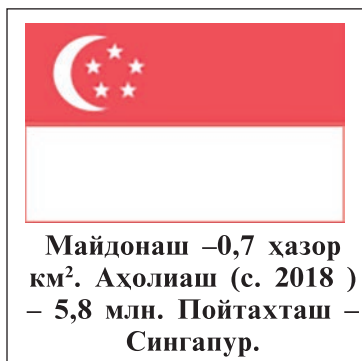 Майдонаш –0,7 ҳазор
км². Аҳолиаш (с. 2018 )
– 5,8 млн. Пойтахташ –
Сингапур.